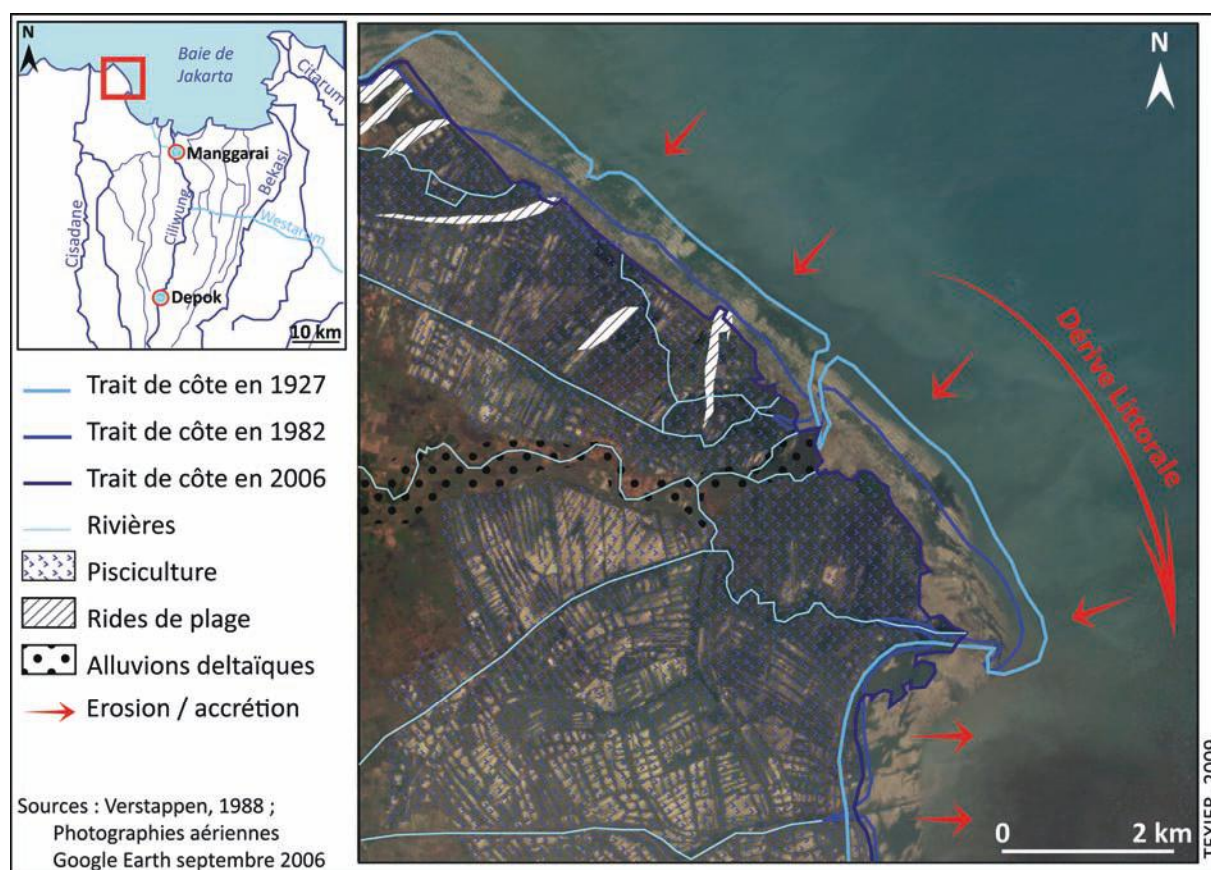 N
Baie de
Jakarta
Citarum
Manggarai
Bekasi
Ciliwung
Westarum
Cisadane
Depok
10 km
Trait de côte en 1927
Trait de côte en 1982
Trait de côte en 2006
Rivières
Pisciculture
Rides de plage
Alluvions deltaïques
Erosion / accrétion
Sources : Verstappen, 1988 ;
Photographies aériennes
Google Earth septembre 2006
N
Dérive Littorale
0 2 km
TEXIER, 2009